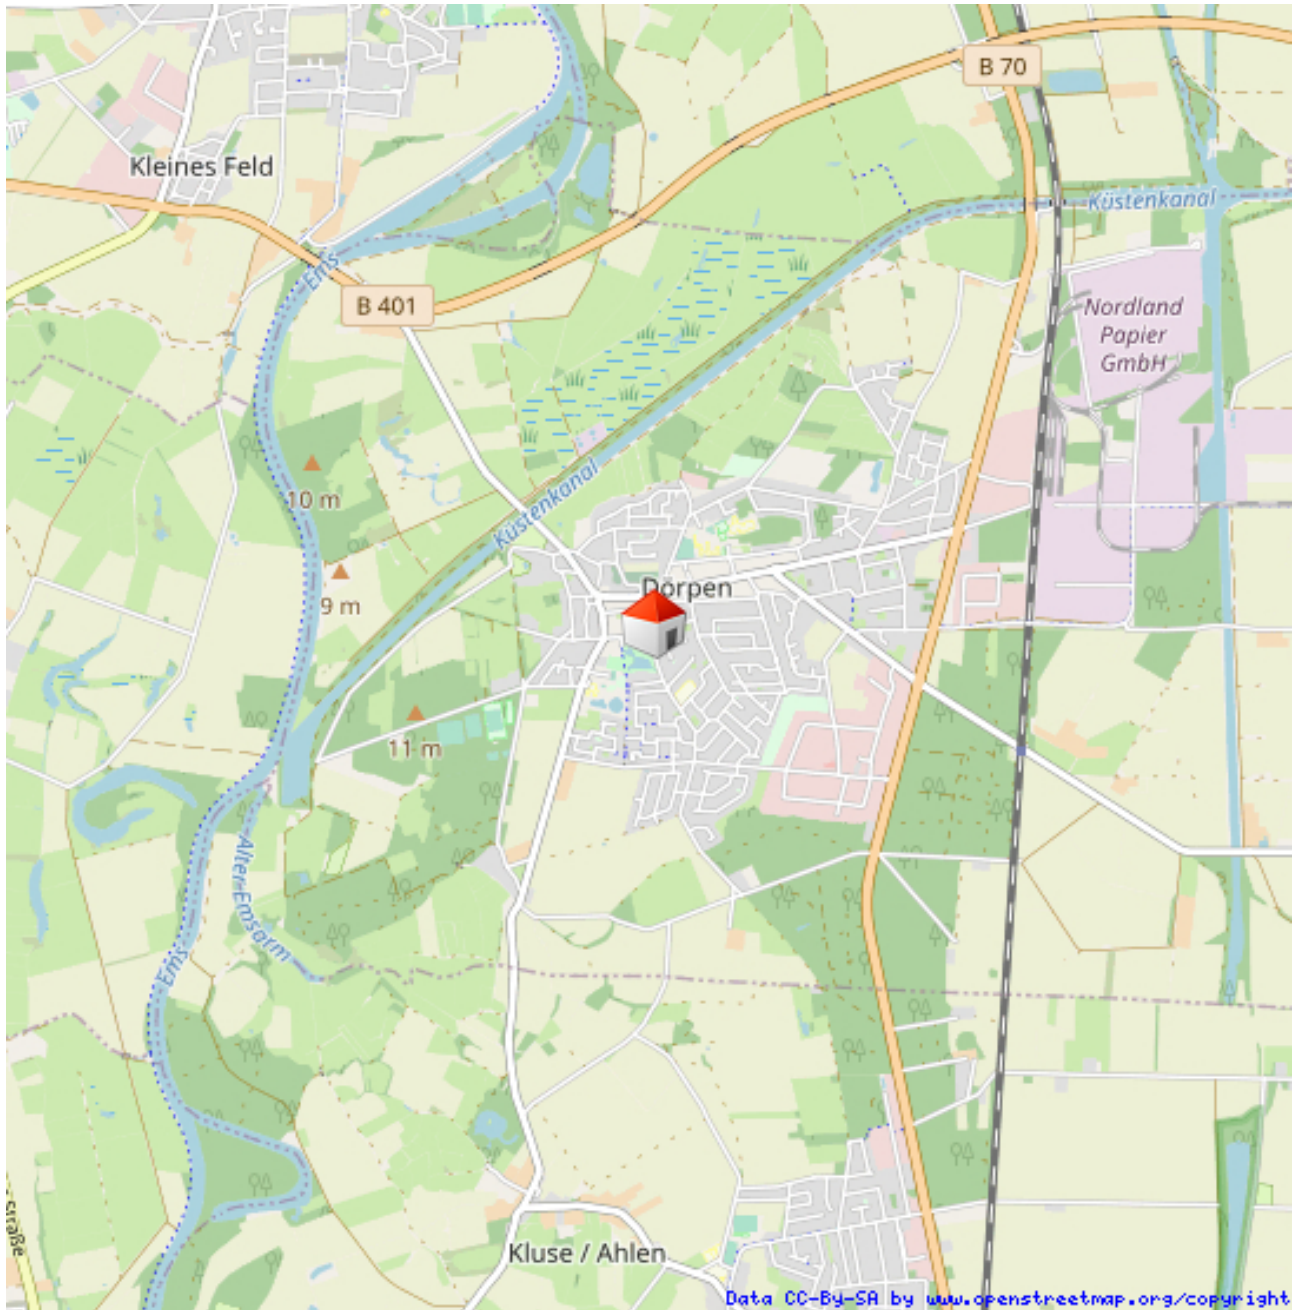 B 70
Kleines Feld
Küstenkanal
Ems
B 401
Nordland
Papier
GmbH
10 m
Küstenkanal
Dörpen
9 m
11 m
Alter Emsarm
Ems
Straße
Kluse / Ahlen
Data CC-By-SA by www.openstreetmap.org/copyright